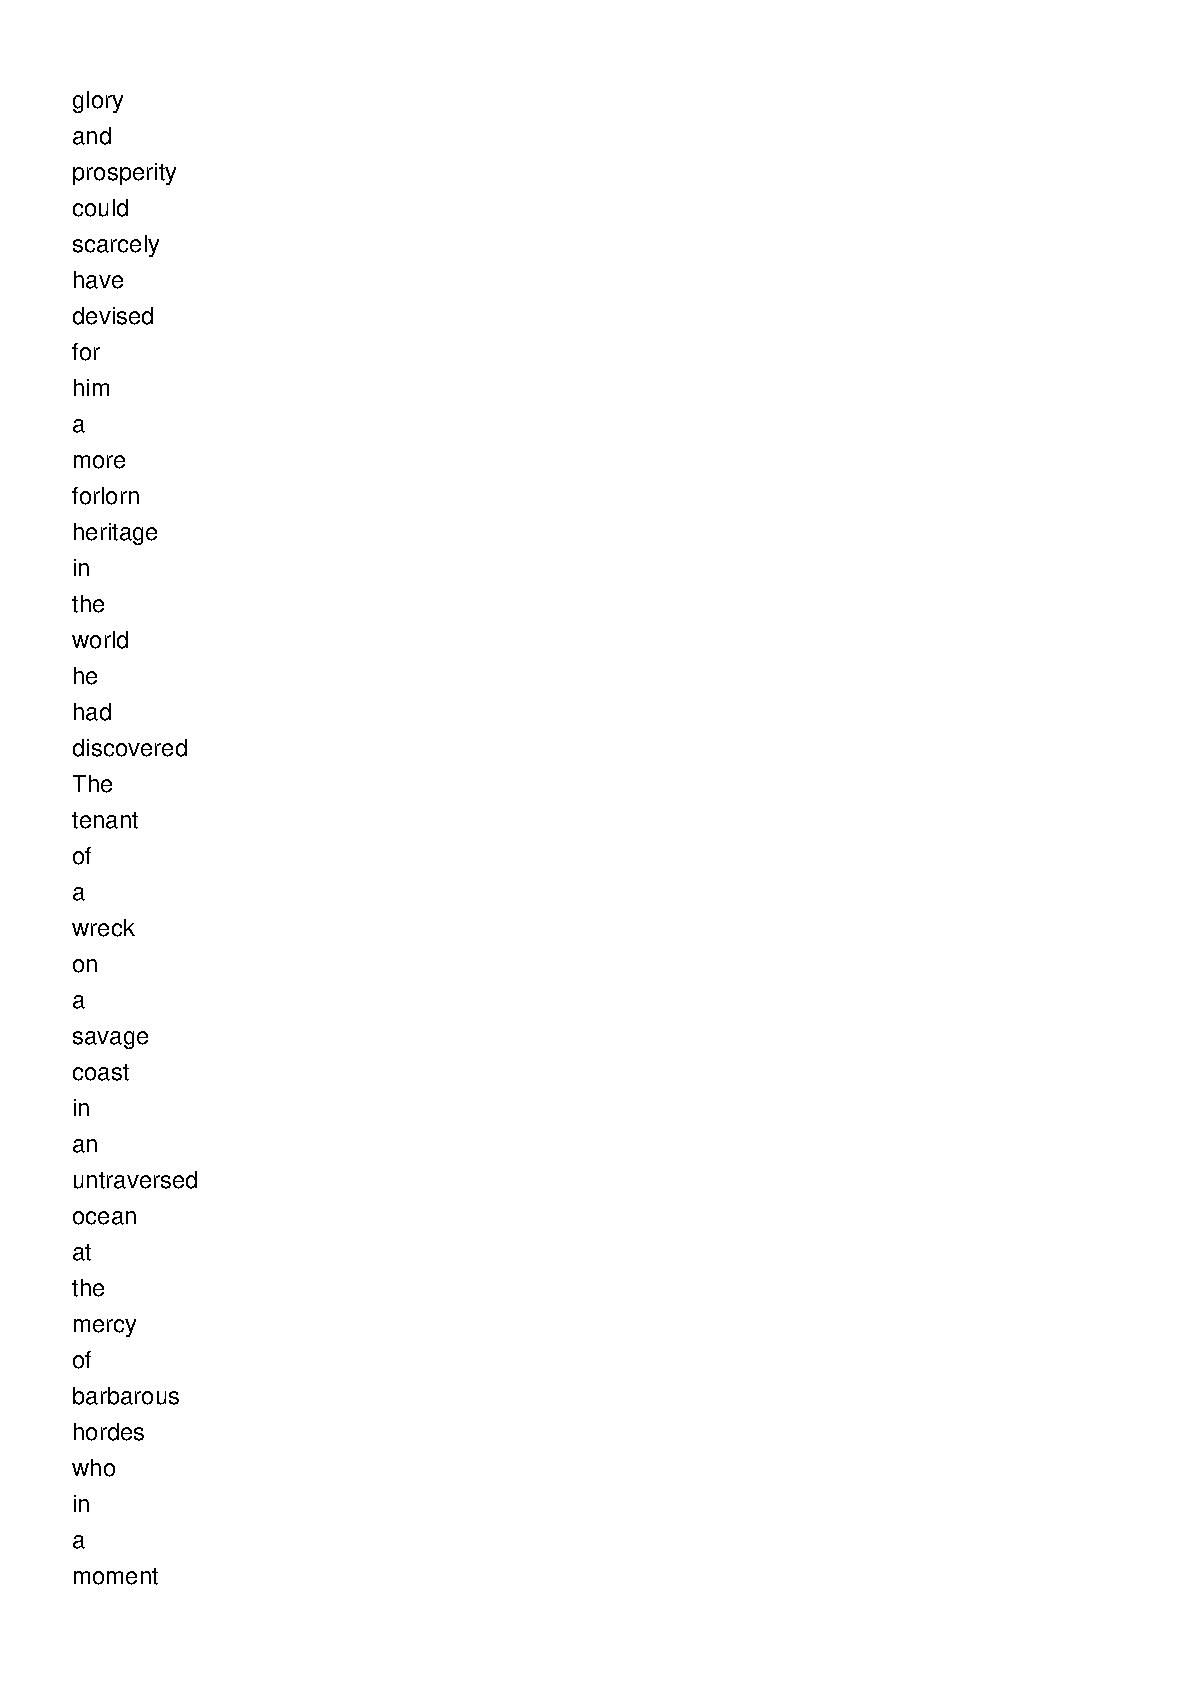 glory
and
prosperity
could
scarcely
have
devised
for
him
a
more
forlorn
heritage
in
the
world
he
had
discovered
The
tenant
of
a
wreck
on
a
savage
coast
in
an
untraversed
ocean
at
the
mercy
of
barbarous
hordes
who
in
a
moment